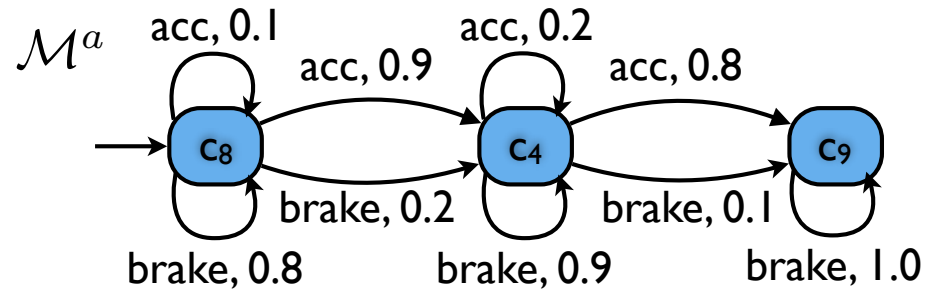 𝓜ᵃ
acc, 0.1
acc, 0.2
acc, 0.9
acc, 0.8
c₈
c₄
c₉
brake, 0.2
brake, 0.1
brake, 0.8
brake, 0.9
brake, 1.0